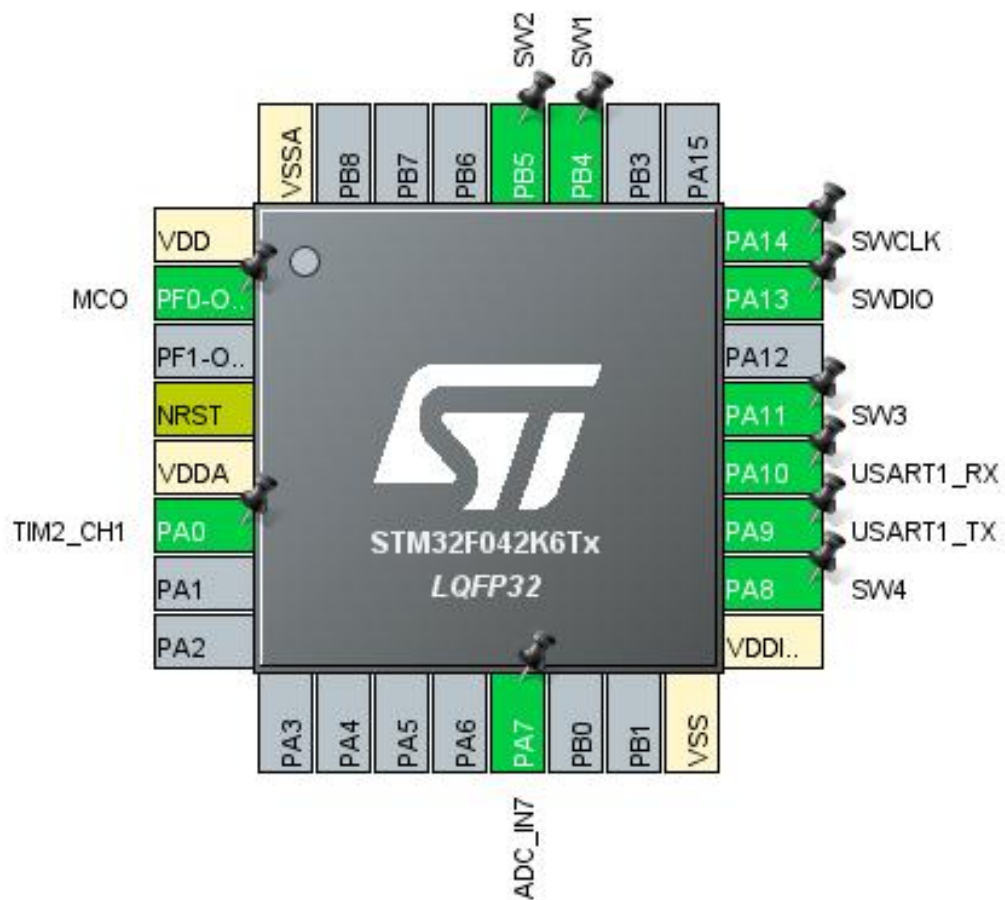 SW2
SW1
VSSA
PB8
PB7
PB6
PB5
PB4
PB3
PA15
VDD
MCO PF0-O..
PF1-O..
NRST
VDDA
TIM2_CH1 PA0
PA1
PA2
PA14 SWCLK
PA13 SWDIO
PA12
PA11 SW3
PA10 USART1_RX
PA9 USART1_TX
PA8 SW4
VDDI..
ST
STM32F042K6Tx
LQFP32
PA3
PA4
PA5
PA6
PA7
PB0
PB1
VSS
ADC_IN7